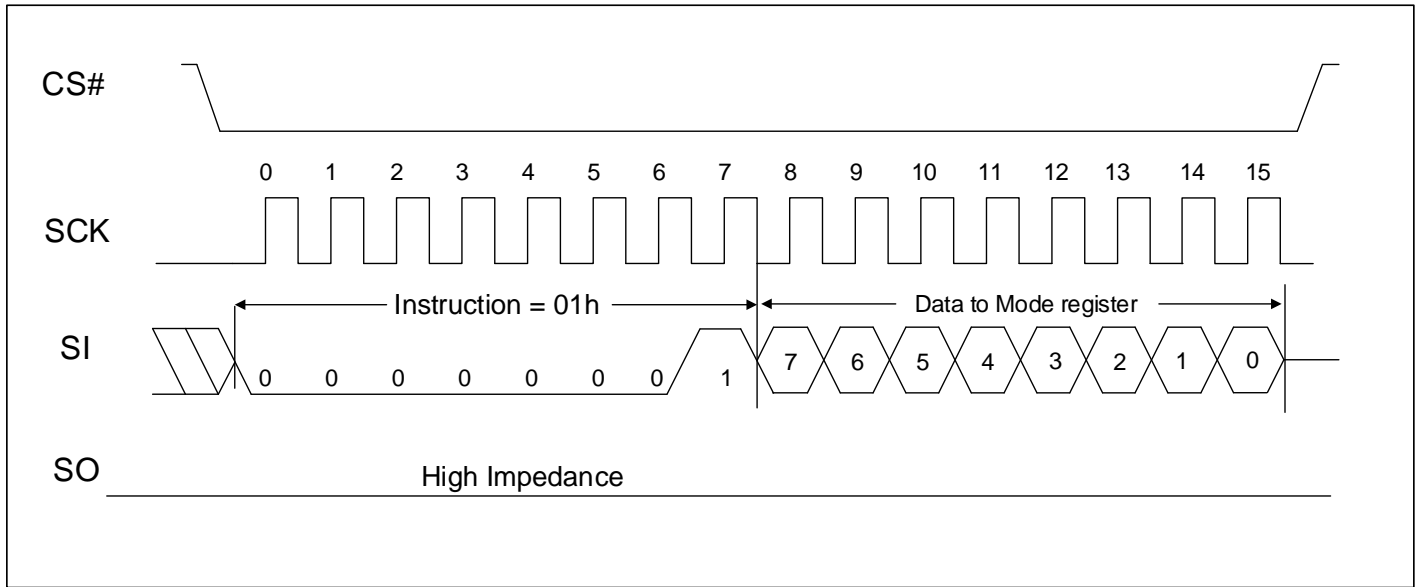 CS#
0 1 2 3 4 5 6 7 8 9 10 11 12 13 14 15
SCK
Instruction = 01h Data to Mode register
SI
0 0 0 0 0 0 0 1 7 6 5 4 3 2 1 0
SO
High Impedance